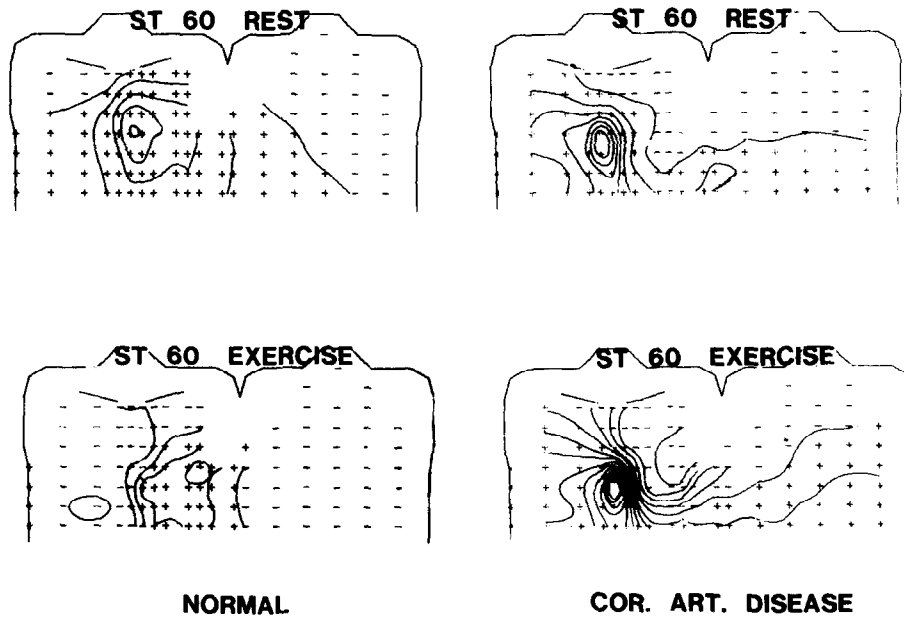 ST 60 REST
ST 60 REST
ST 60 EXERCISE
ST 60 EXERCISE
NORMAL
COR. ART. DISEASE